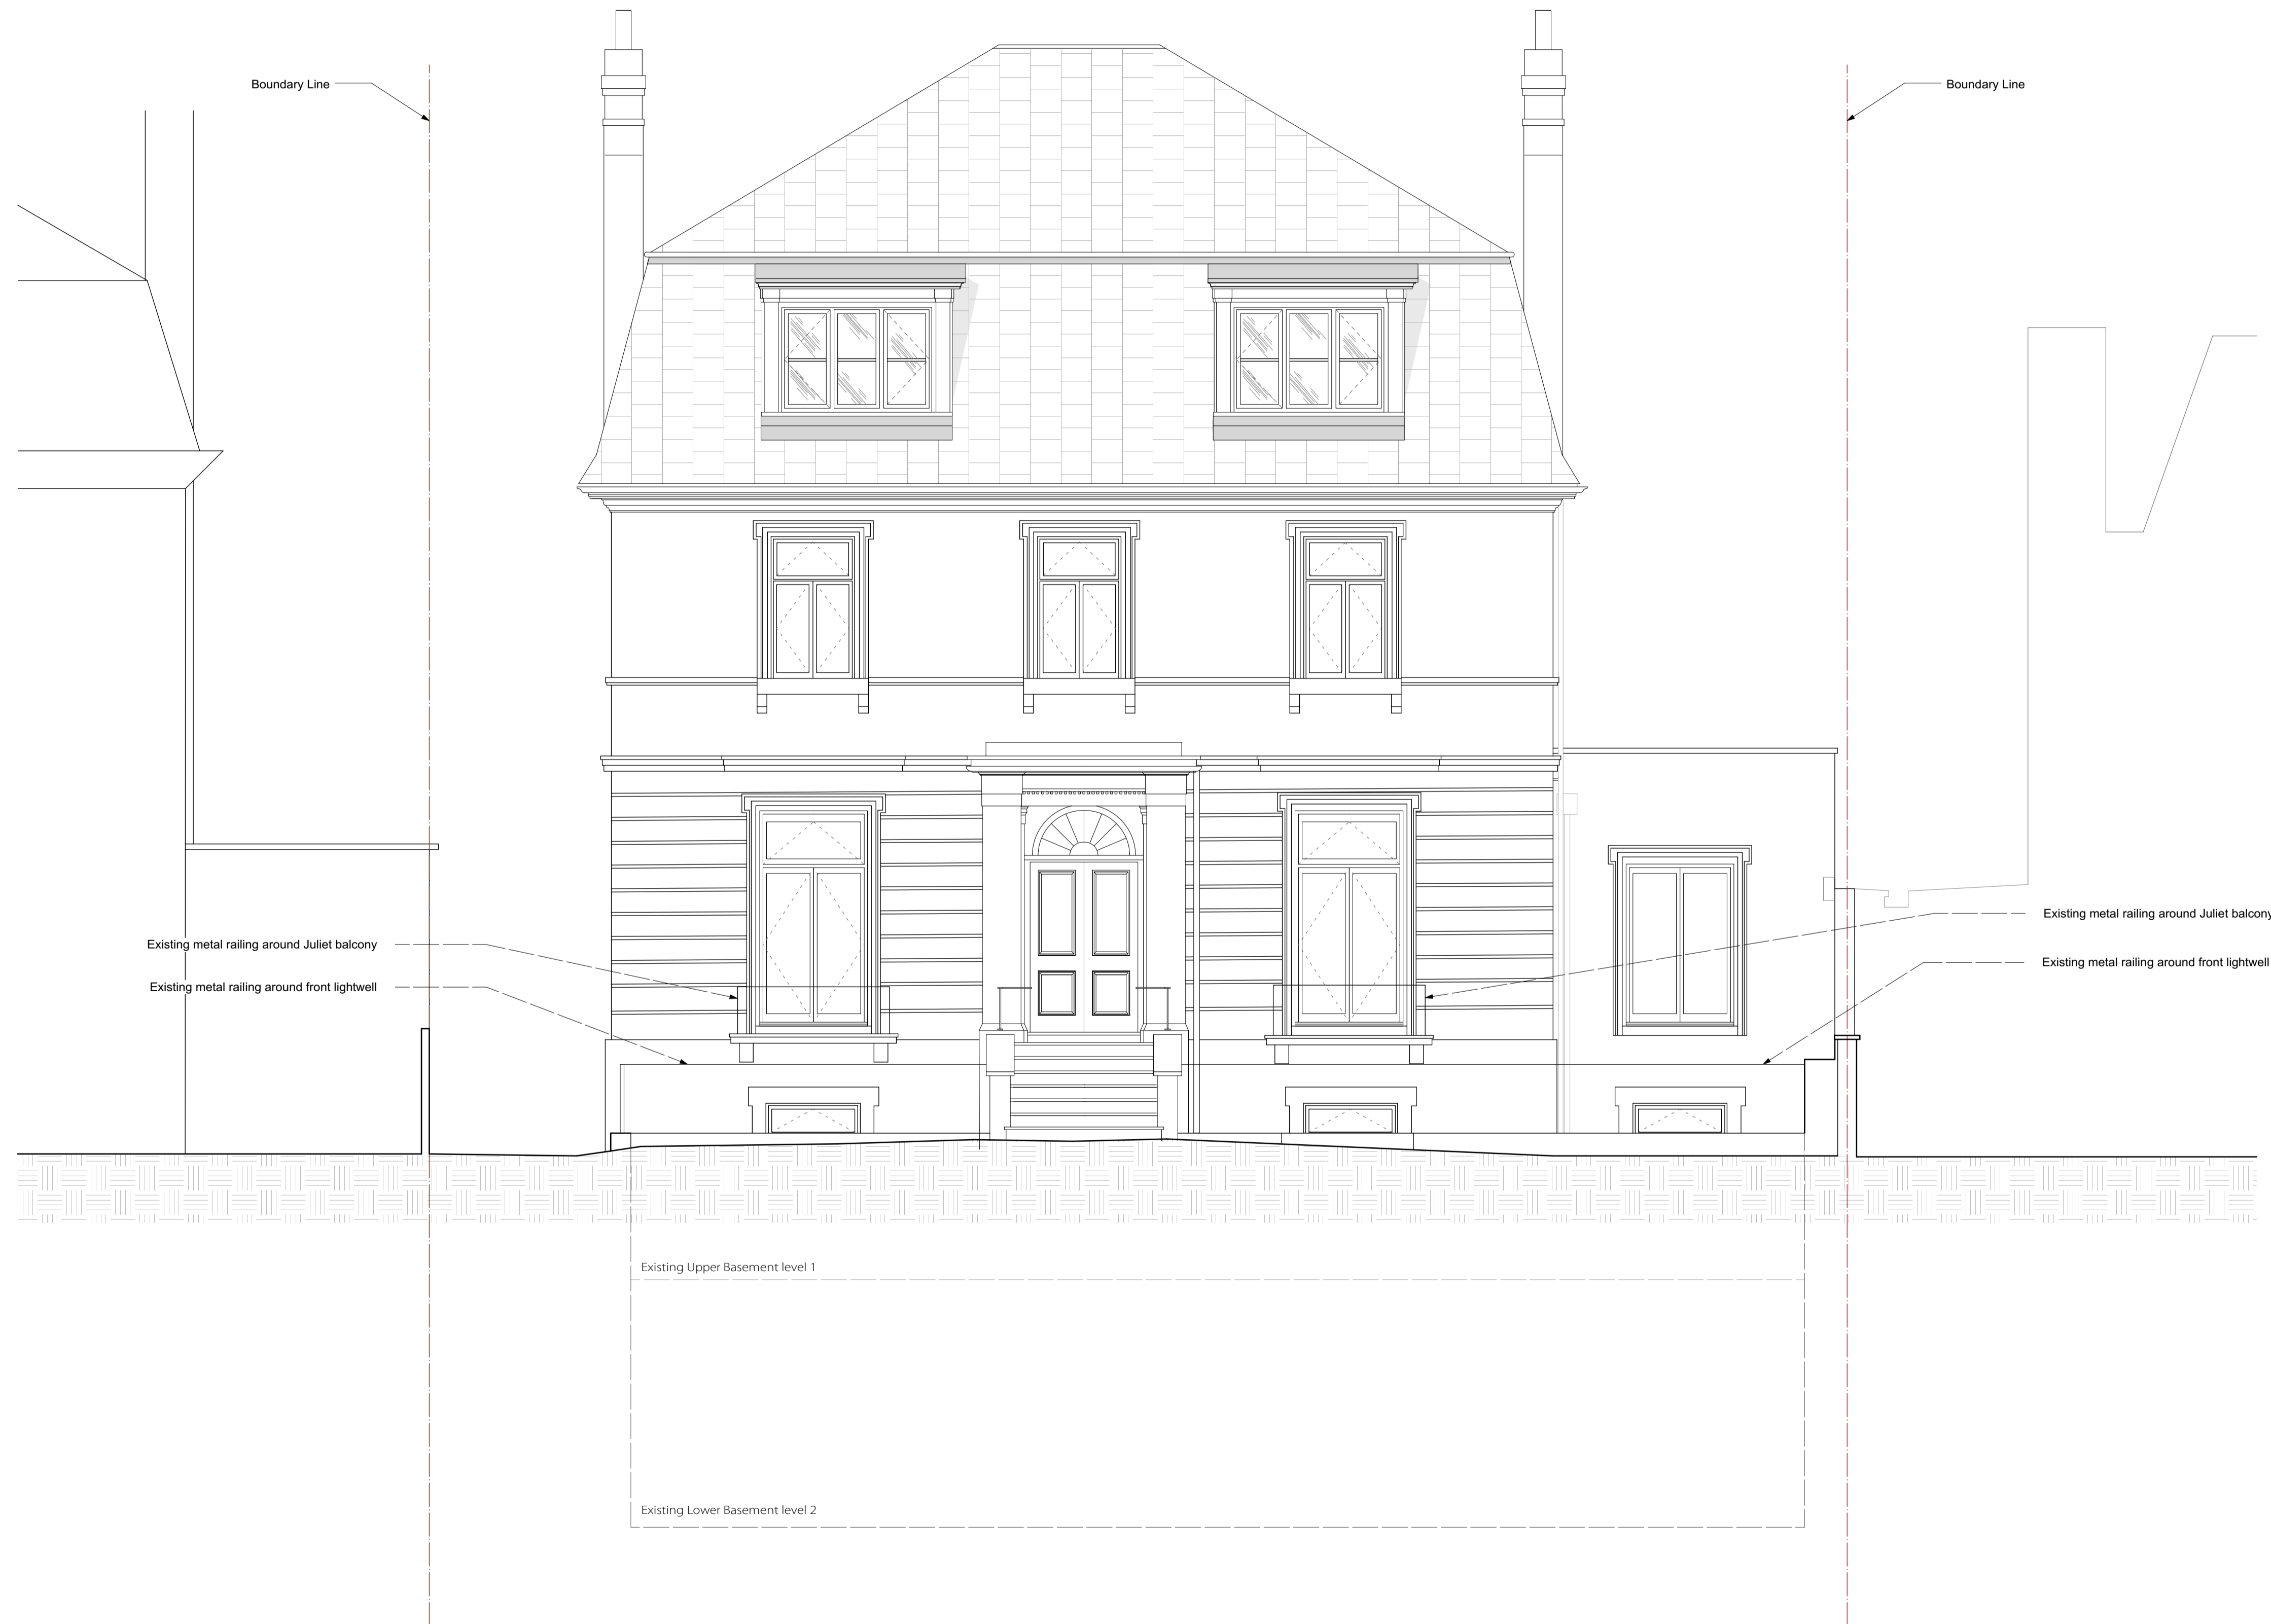 Boundary Line
Boundary Line
Existing metal railing around Juliet balcony
Existing metal railing around Juliet balcony
Existing metal railing around front lightwell
Existing metal railing around front lightwell
Existing Upper Basement level 1
Existing Lower Basement level 2